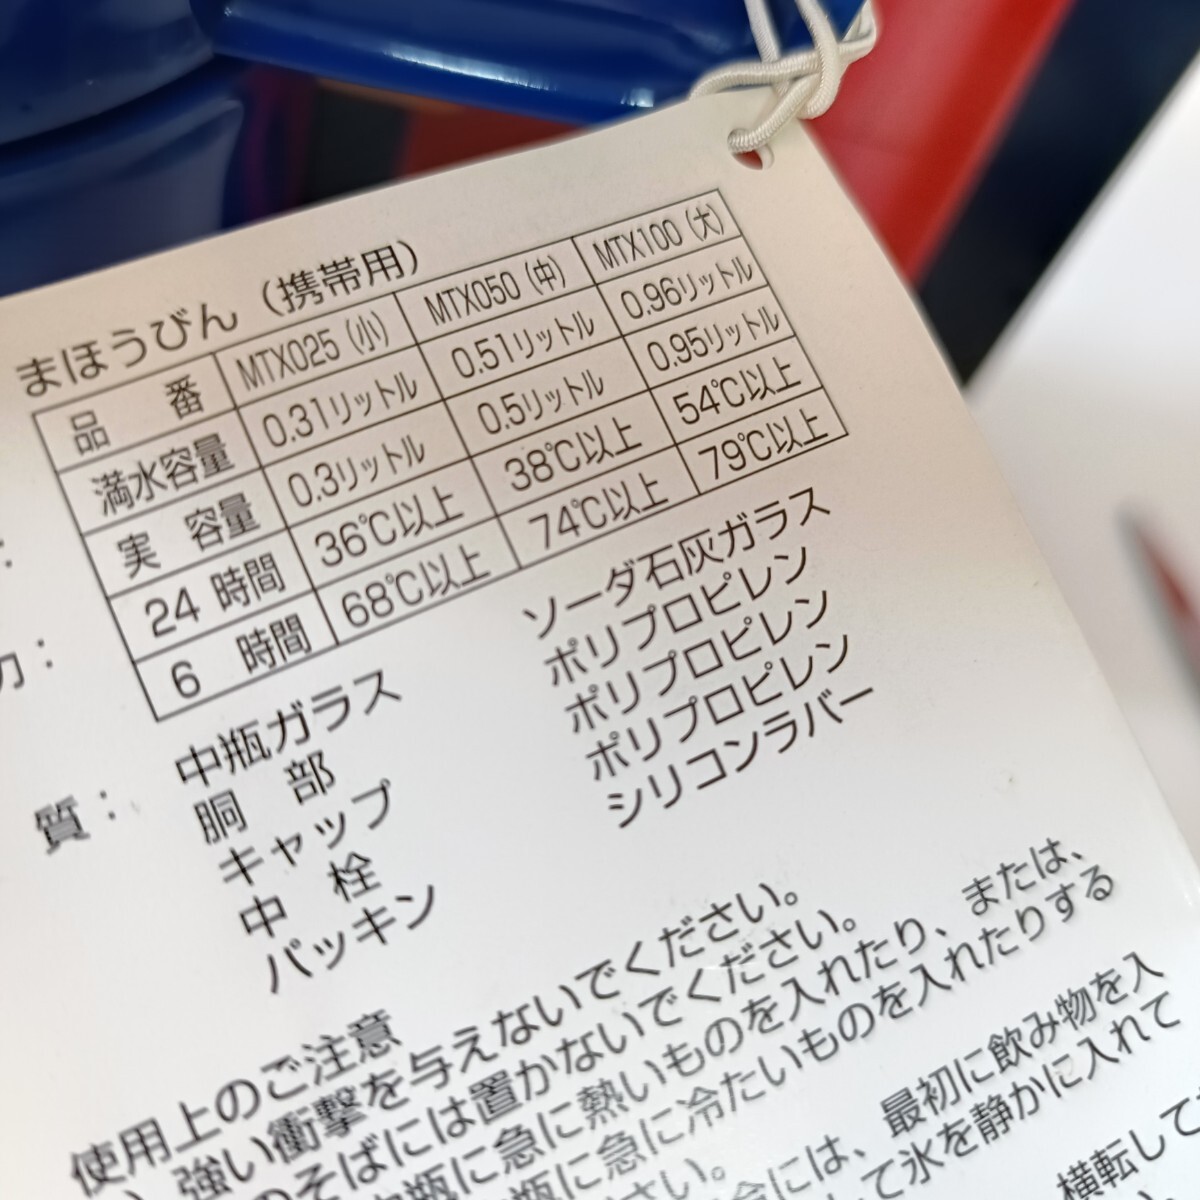 まほうびん（携帯用）
品　番 MTX025（小） MTX050（中） MTX100（大）
満水容量 0.31リットル 0.51リットル 0.96リットル
実 容量 0.3リットル 0.5リットル 0.95リットル
24 時間 36℃以上 38℃以上 54℃以上
6 時間 68℃以上 74℃以上 79℃以上
質： 中瓶ガラス ソーダ石灰ガラス
胴 部 ポリプロピレン
キャップ ポリプロピレン
中 栓 ポリプロピレン
パッキン シリコンラバー
使用上のご注意
強い衝撃を与えないでください。
のそばには置かないでください。
瓶に急に熱いものを入れたり、または、
瓶に急に冷たいものを入れたりする
さい。
には、最初に飲み物を入
て氷を静かに入れて
横転して